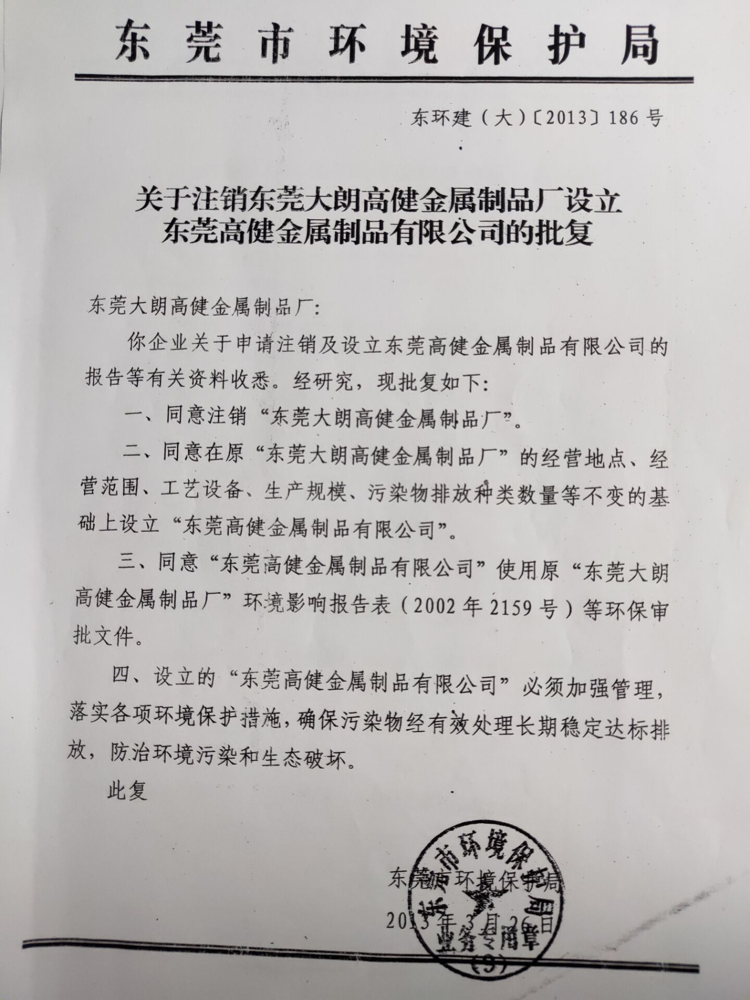 东莞市环境保护局
东环建（大）〔2013〕186号
关于注销东莞大朗高健金属制品厂设立
东莞高健金属制品有限公司的批复
东莞大朗高健金属制品厂：
你企业关于申请注销及设立东莞高健金属制品有限公司的
报告等有关资料收悉。经研究，现批复如下：
一、同意注销“东莞大朗高健金属制品厂”。
二、同意在原“东莞大朗高健金属制品厂”的经营地点、经
营范围、工艺设备、生产规模、污染物排放种类数量等不变的基
础上设立“东莞高健金属制品有限公司”。
三、同意“东莞高健金属制品有限公司”使用原“东莞大朗
高健金属制品厂”环境影响报告表（2002年2159号）等环保审
批文件。
四、设立的“东莞高健金属制品有限公司”必须加强管理，
落实各项环境保护措施，确保污染物经有效处理长期稳定达标排
放，防治环境污染和生态破坏。
此复
东莞市环境保护局
2013年3月26日
东莞市环境保护局
业务专用章
(9)